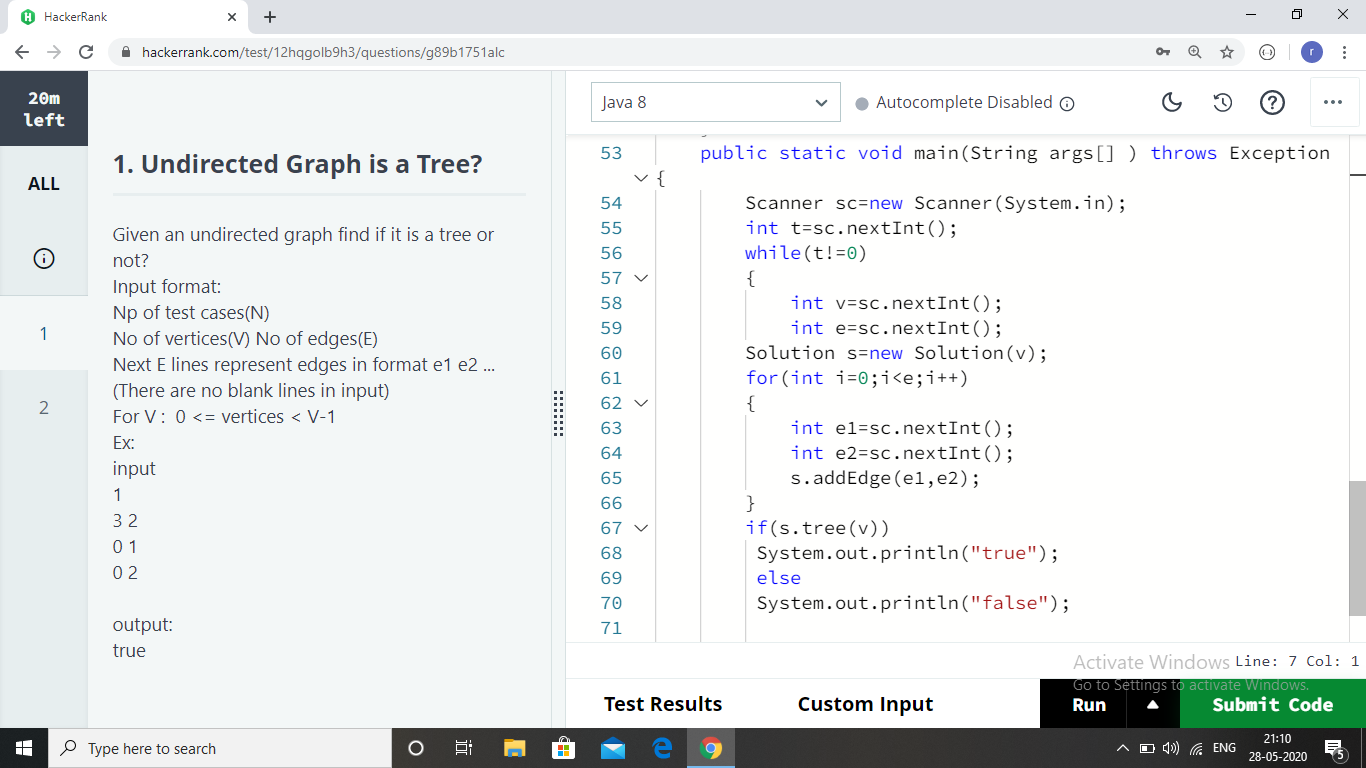 HackerRank
hackerrank.com/test/12hqgolb9h3/questions/g89b1751alc
r
20m
left
ALL
1
2
1. Undirected Graph is a Tree?
Given an undirected graph find if it is a tree or
not?
Input format:
Np of test cases(N)
No of vertices(V) No of edges(E)
Next E lines represent edges in format e1 e2 ...
(There are no blank lines in input)
For V : 0 <= vertices < V-1
Ex:
input
1
3 2
0 1
0 2
output:
true
Java 8
Autocomplete Disabled
53 public static void main(String args[] ) throws Exception
{
54 Scanner sc=new Scanner(System.in);
55 int t=sc.nextInt();
56 while(t!=0)
57 {
58 int v=sc.nextInt();
59 int e=sc.nextInt();
60 Solution s=new Solution(v);
61 for(int i=0;i<e;i++)
62 {
63 int e1=sc.nextInt();
64 int e2=sc.nextInt();
65 s.addEdge(e1,e2);
66 }
67 if(s.tree(v))
68 System.out.println("true");
69 else
70 System.out.println("false");
71
Activate Windows
Line: 7 Col: 1
Go to Settings to activate Windows.
Test Results
Custom Input
Run
Submit Code
Type here to search
ENG
21:10
28-05-2020
5